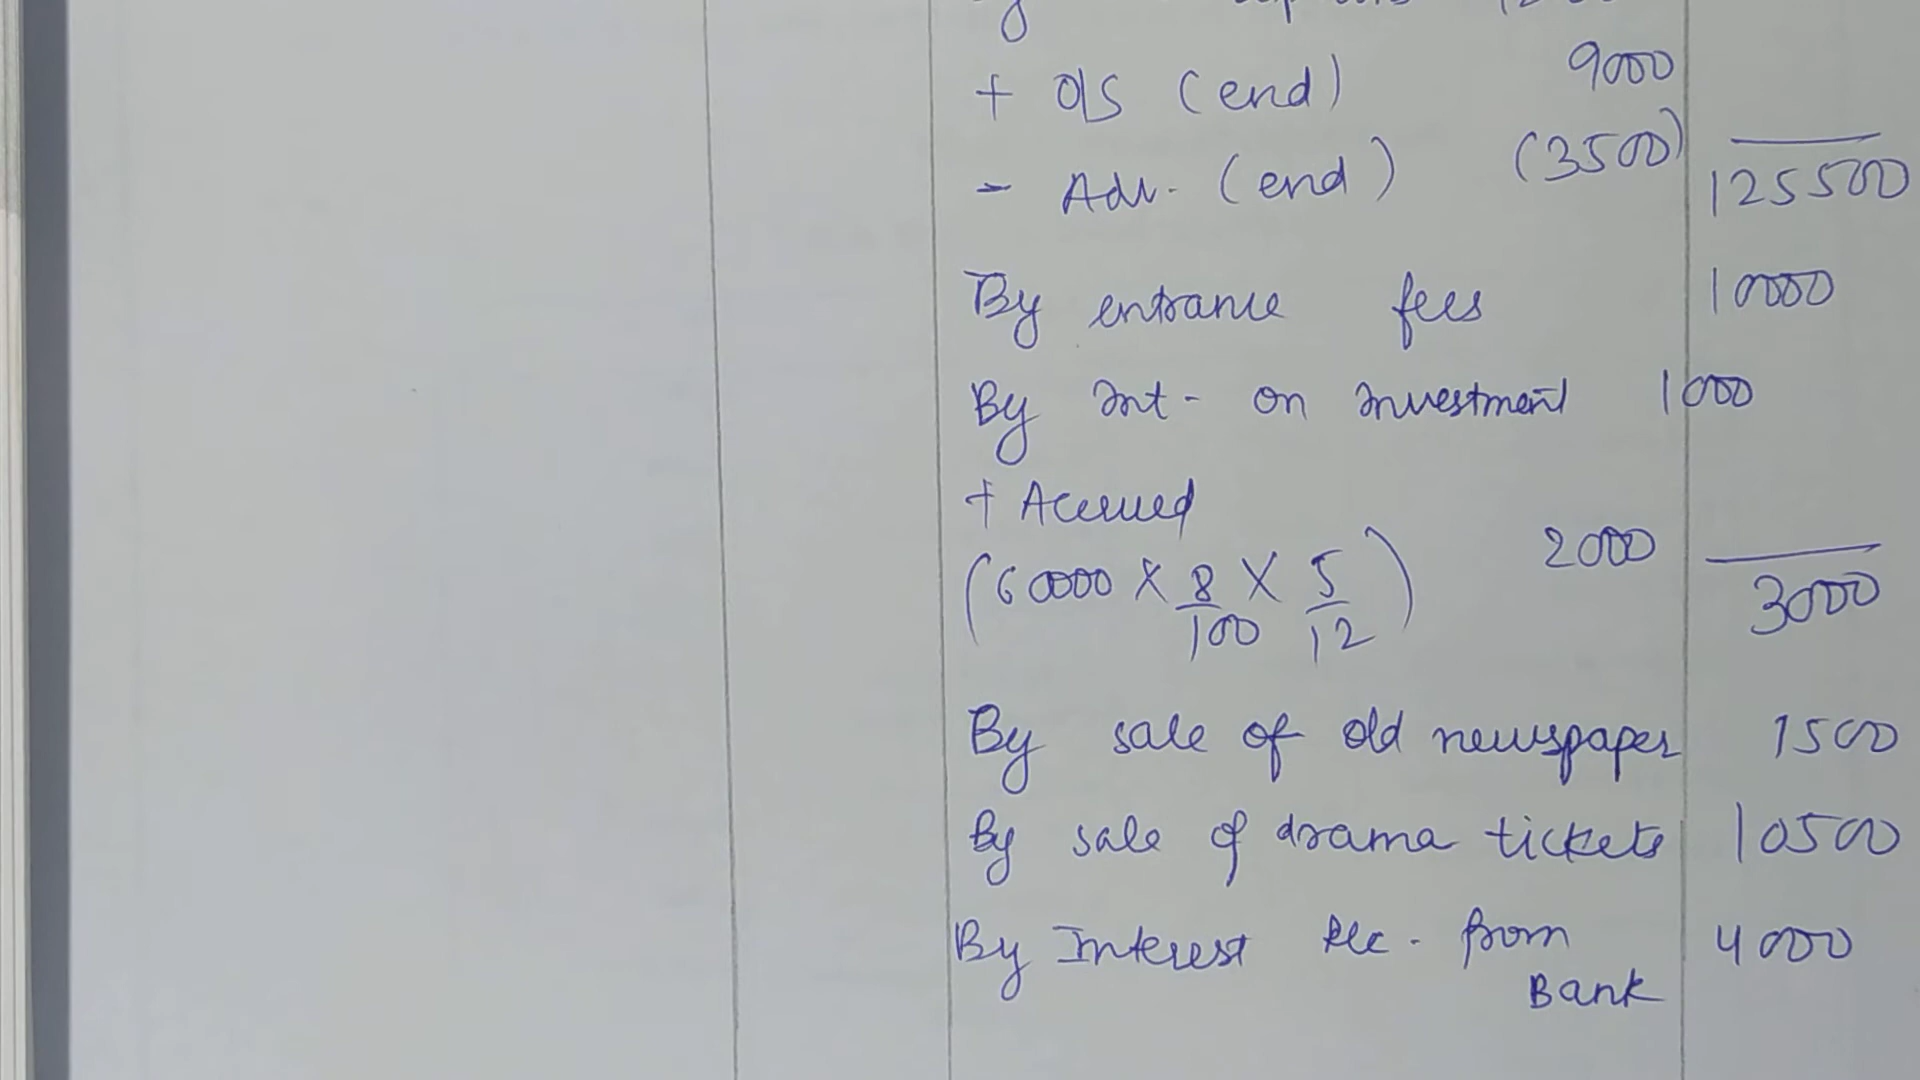 By
+ O/S (end) 9000
- Adv. (end) (3500) 125500
By entrance fees 10000
By Int- on Investment 1000
+ Accrued
(60000 X 8/100 X 5/12) 2000 3000
By sale of old newspaper 1500
By sale of drama tickets 10500
By Interest Rec. from 4000
Bank